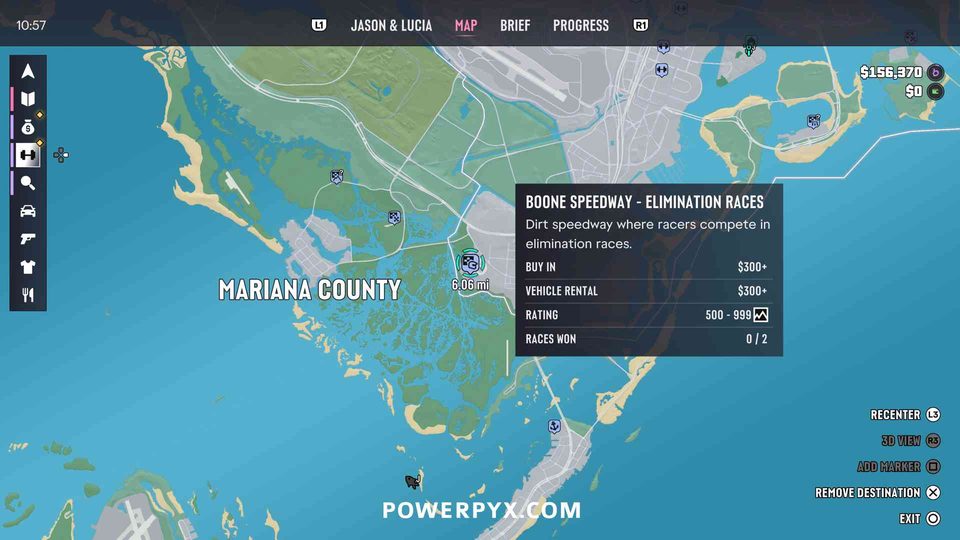 10:57
L1 JASON & LUCIA MAP BRIEF PROGRESS R1
$156,370
$0
BOONE SPEEDWAY - ELIMINATION RACES
Dirt speedway where racers compete in
elimination races.
BUY IN $300+
VEHICLE RENTAL $300+
RATING 500 - 999
RACES WON 0 / 2
6.06 mi
MARIANA COUNTY
RECENTER L3
3D VIEW R3
ADD MARKER
REMOVE DESTINATION
EXIT
POWERPYX.COM